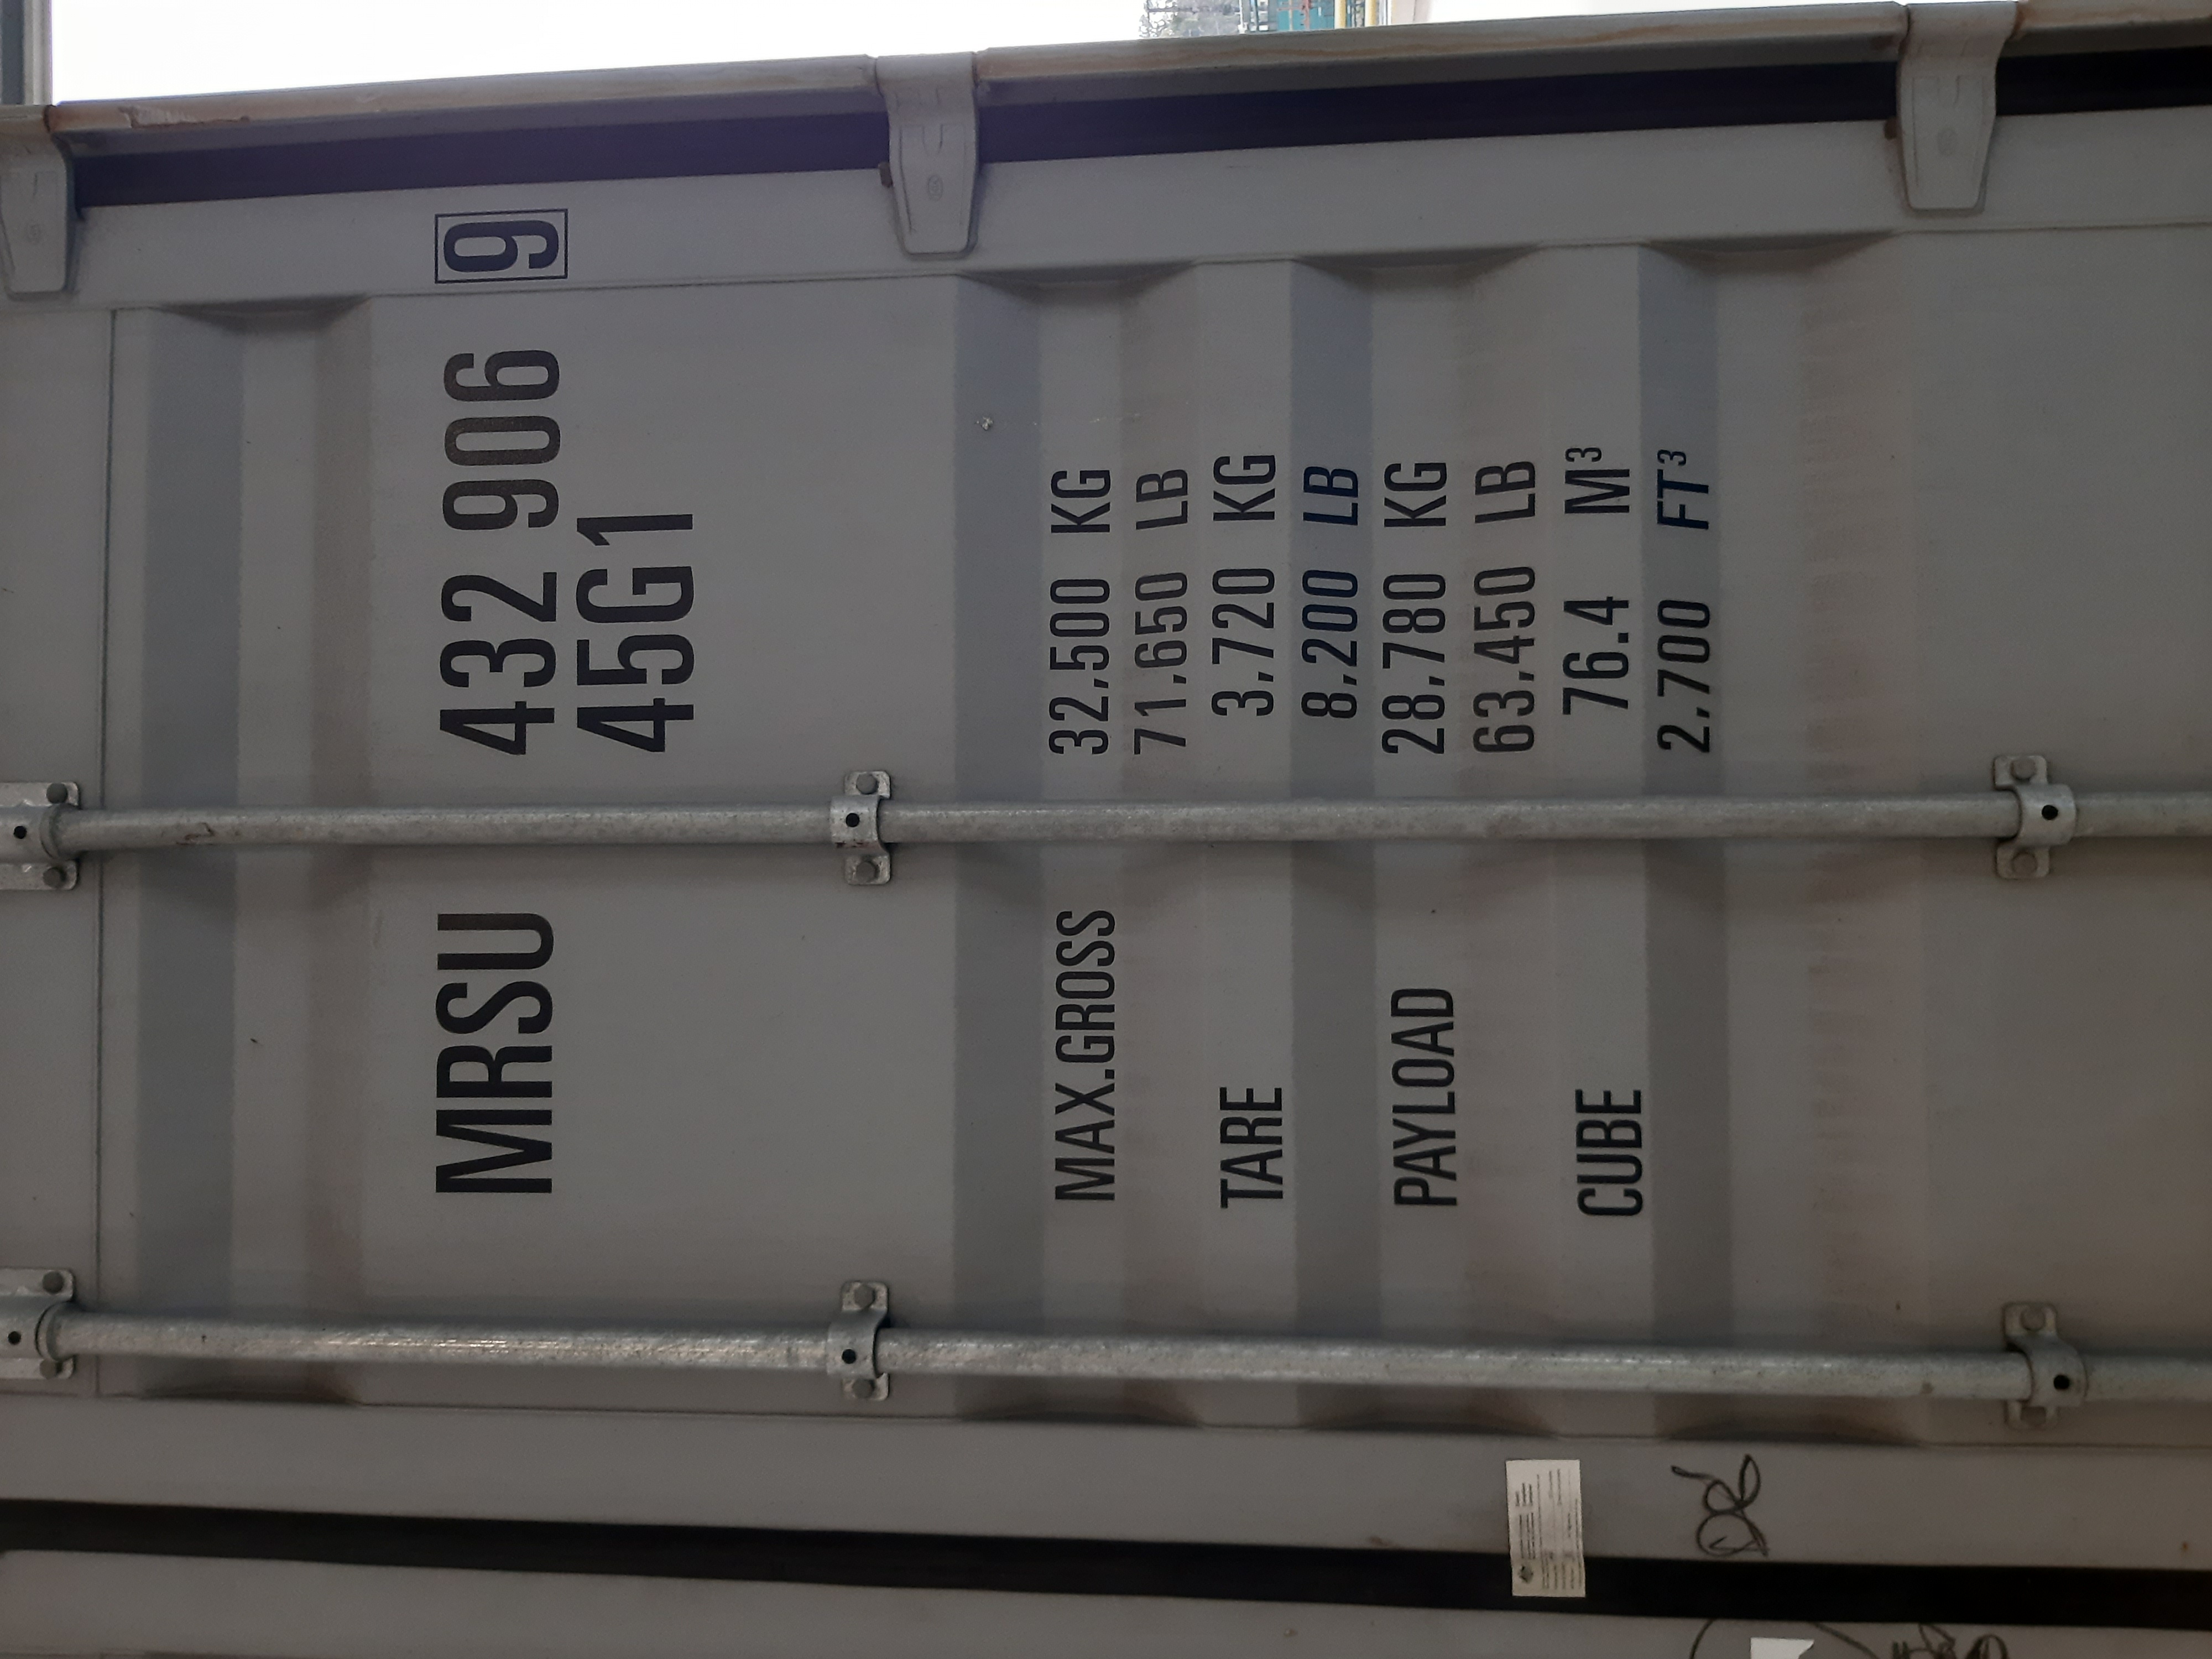 MRSU 432 906 9
45G1
MAX.GROSS 32,500 KG
71,650 LB
TARE 3,720 KG
8,200 LB
PAYLOAD 28,780 KG
63,450 LB
CUBE 76.4 M³
2,700 FT³